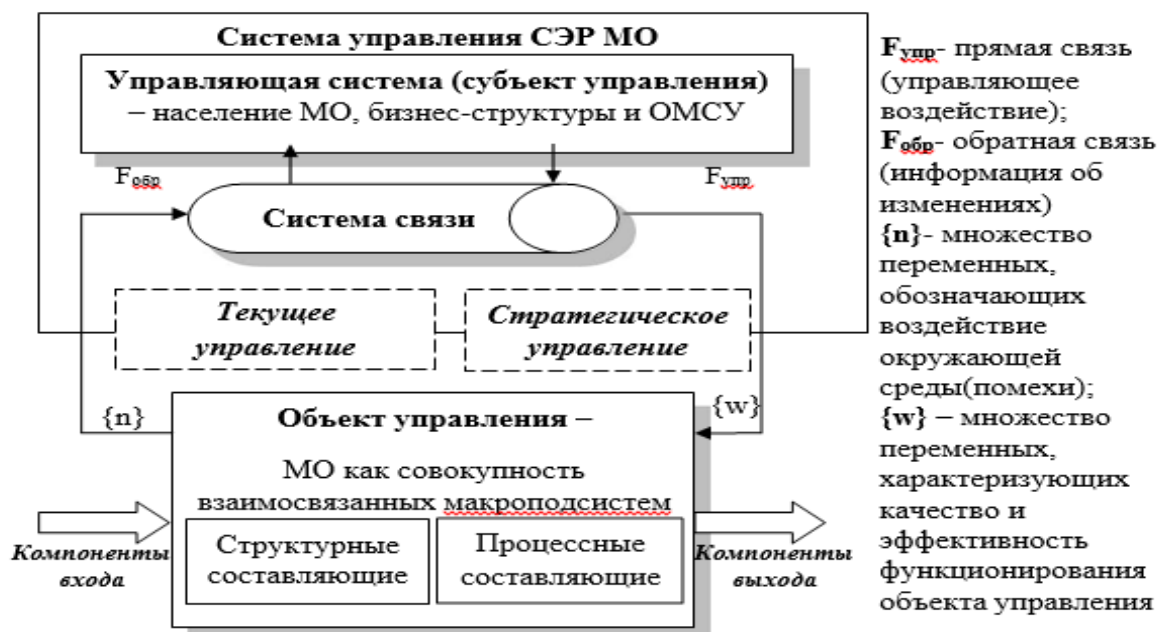 Система управления СЭР МО
Управляющая система (субъект управления)
– население МО, бизнес-структуры и ОМСУ
Fобр
Fупр
Система связи
Текущее
управление
Стратегическое
управление
{n}
{w}
Объект управления –
МО как совокупность
взаимосвязанных макроподсистем
Структурные
составляющие
Процессные
составляющие
Компоненты
входа
Компоненты
выхода
Fупр- прямая связь
(управляющее
воздействие);
Fобр- обратная связь
(информация об
изменениях)
{n}- множество
переменных,
обозначающих
воздействие
окружающей
среды(помехи);
{w} – множество
переменных,
характеризующих
качество и
эффективность
функционирования
объекта управления